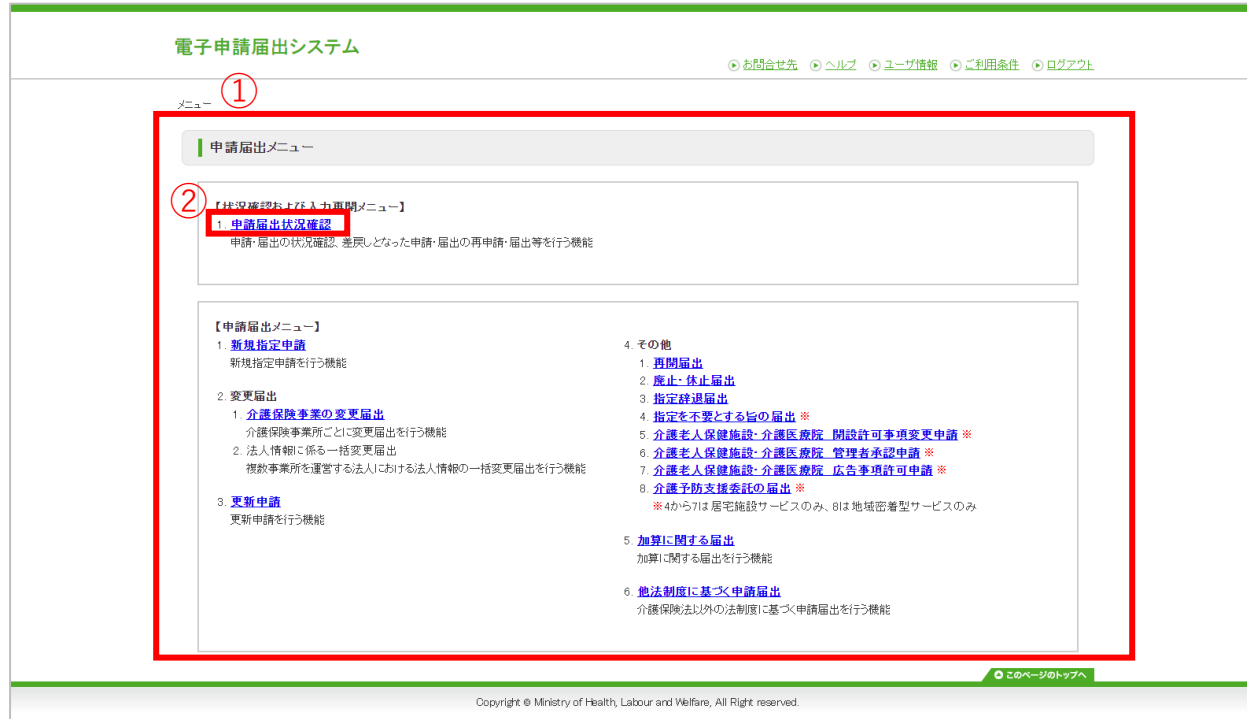 電子申請届出システム
お問合せ先 ヘルプ ユーザ情報 ご利用条件 ログアウト
①
メニュー
申請届出メニュー
②
【状況確認および入力再開メニュー】
1. 申請届出状況確認
申請・届出の状況確認、差戻しとなった申請・届出の再申請・届出等を行う機能
【申請届出メニュー】
1. 新規指定申請
新規指定申請を行う機能
2. 変更届出
1. 介護保険事業の変更届出
介護保険事業所ごとに変更届出を行う機能
2. 法人情報に係る一括変更届出
複数事業所を運営する法人における法人情報の一括変更届出を行う機能
3. 更新申請
更新申請を行う機能
4. その他
1. 再開届出
2. 廃止・休止届出
3. 指定辞退届出
4. 指定を不要とする旨の届出 ※
5. 介護老人保健施設・介護医療院 開設許可事項変更申請 ※
6. 介護老人保健施設・介護医療院 管理者承認申請 ※
7. 介護老人保健施設・介護医療院 広告事項許可申請 ※
8. 介護予防支援委託の届出 ※
※4から7は居宅施設サービスのみ、8は地域密着型サービスのみ
5. 加算に関する届出
加算に関する届出を行う機能
6. 他法制度に基づく申請届出
介護保険法以外の法制度に基づく申請届出を行う機能
このページのトップへ
Copyright © Ministry of Health, Labour and Welfare, All Right reserved.